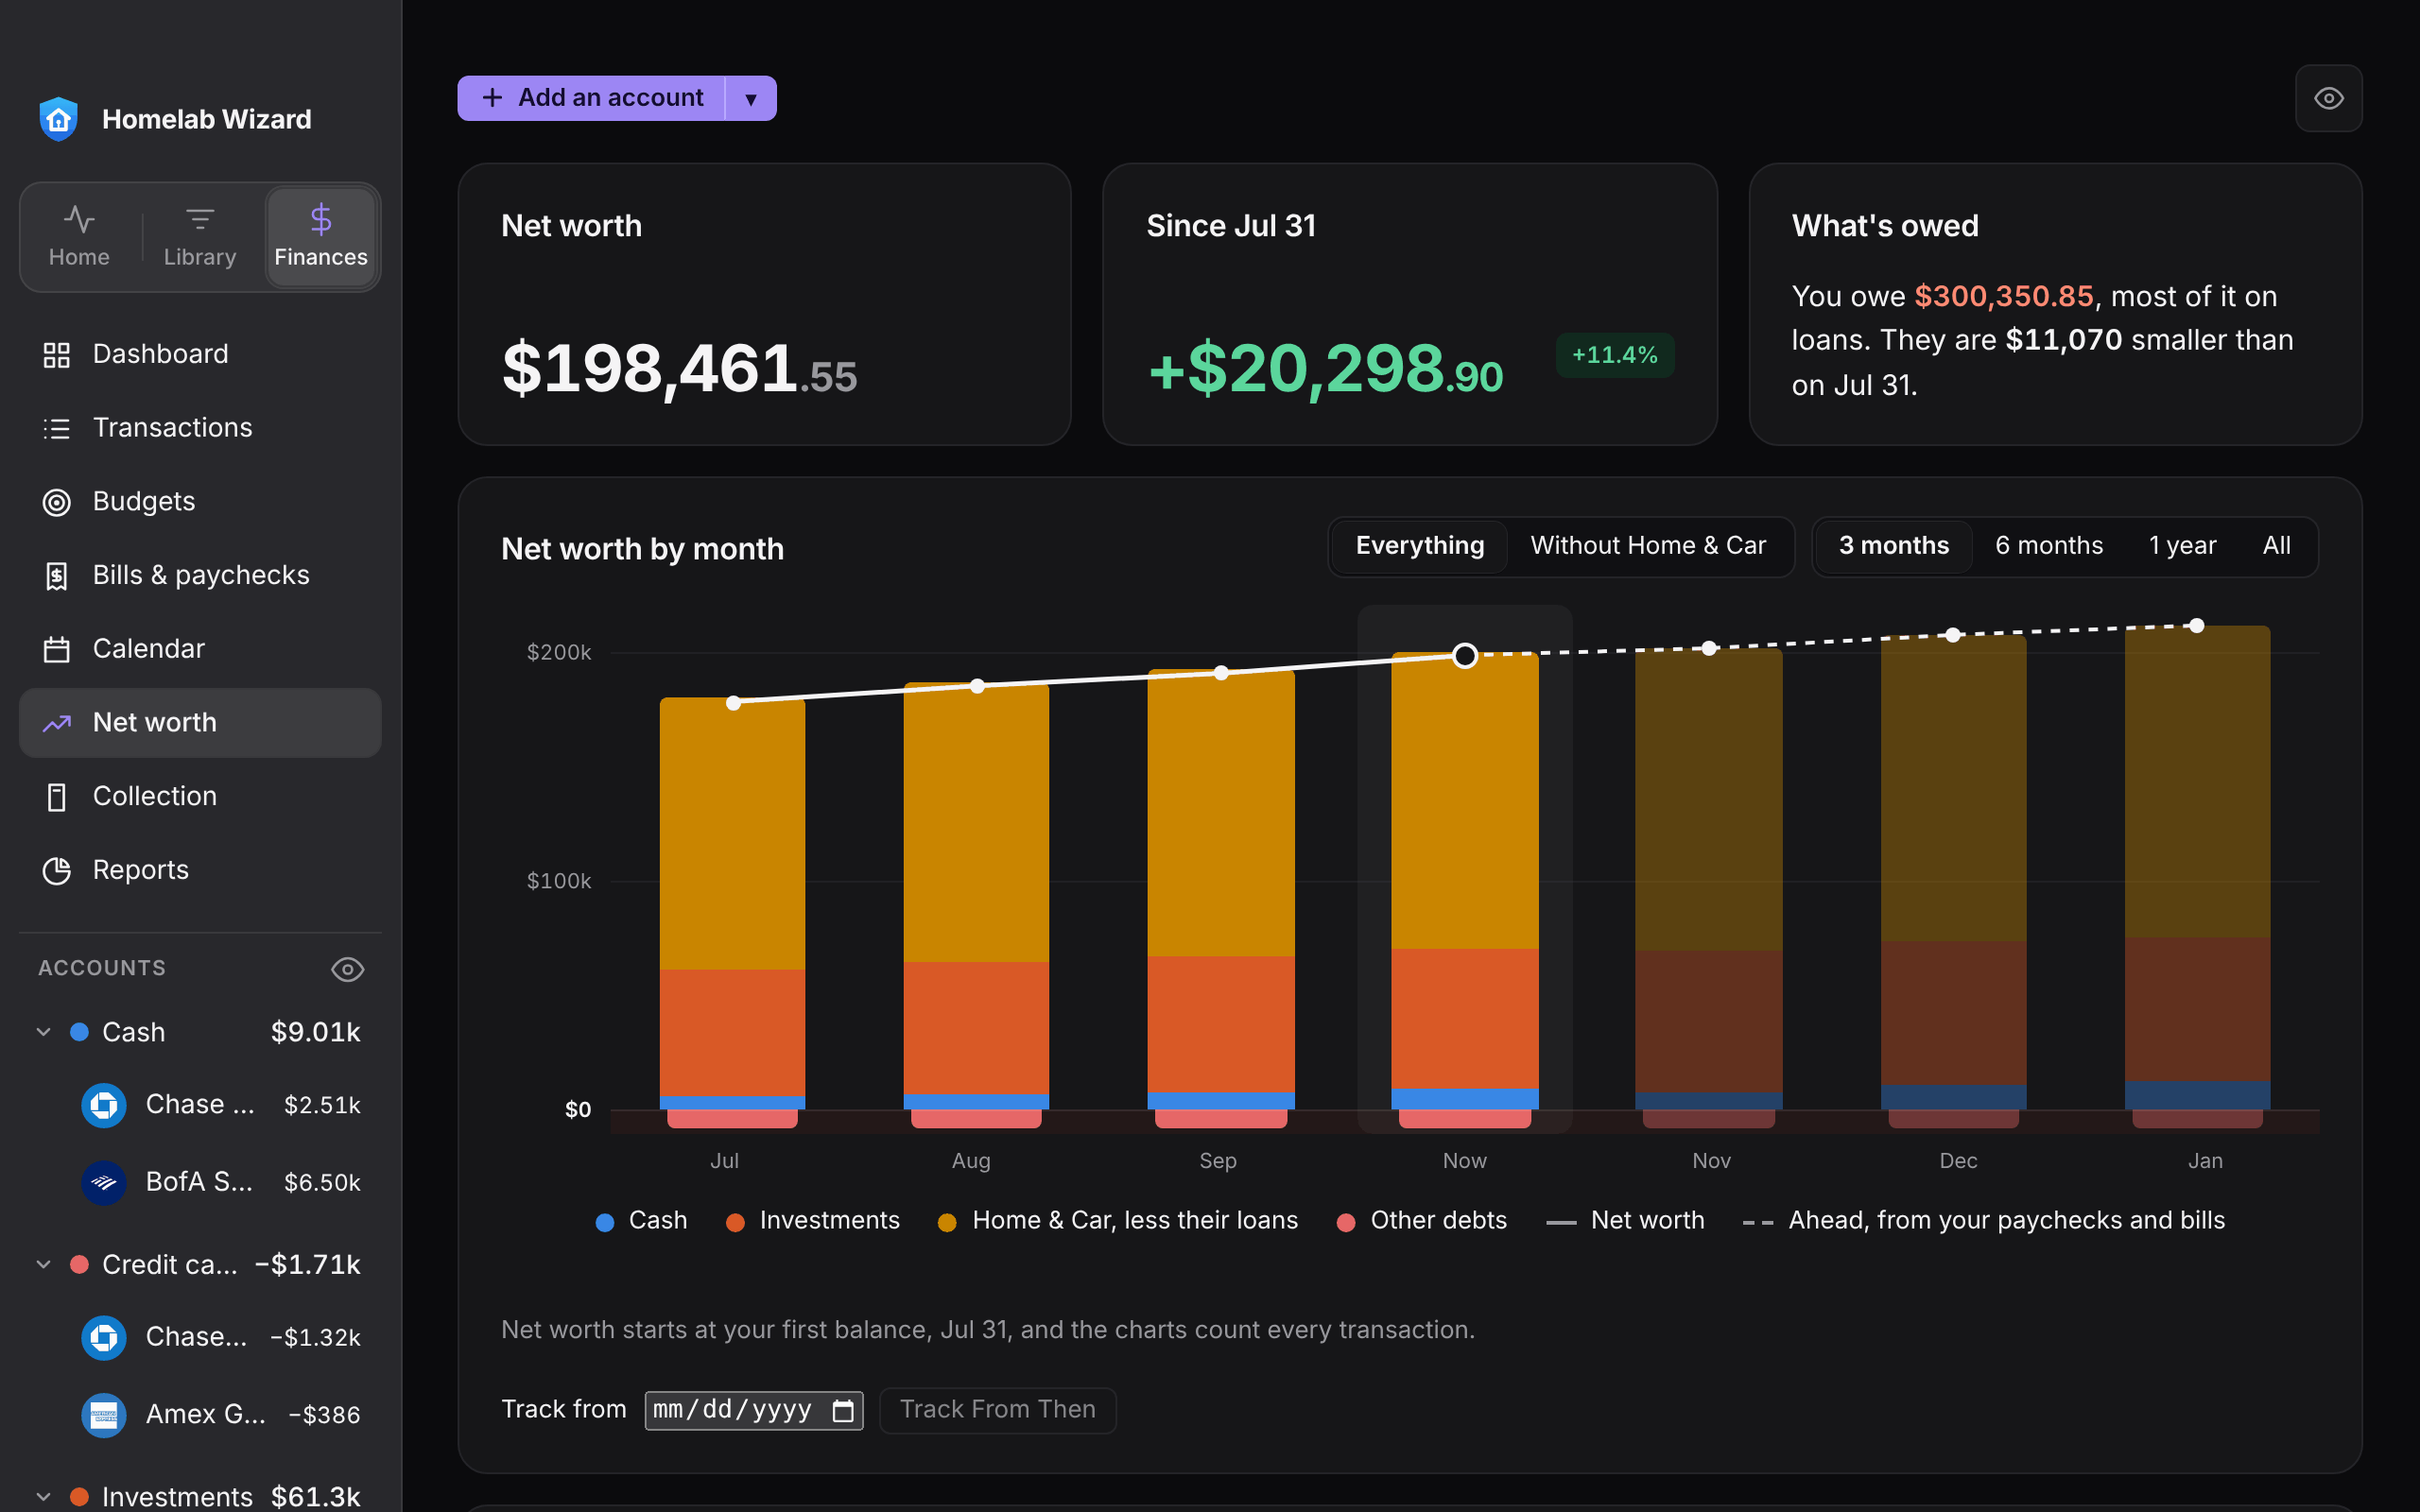 Homelab Wizard
Home
Library
Finances
Dashboard
Transactions
Budgets
Bills & paychecks
Calendar
Net worth
Collection
Reports
ACCOUNTS
Cash $9.01k
Chase ... $2.51k
BofA S... $6.50k
Credit ca... −$1.71k
Chase... −$1.32k
Amex G... −$386
Investments $61.3k
+ Add an account ▾
Net worth
$198,461.55
Since Jul 31
+$20,298.90 +11.4%
What's owed
You owe $300,350.85, most of it on
loans. They are $11,070 smaller than
on Jul 31.
Net worth by month
Everything Without Home & Car
3 months 6 months 1 year All
$200k
$100k
$0
Jul Aug Sep Now Nov Dec Jan
Cash Investments Home & Car, less their loans Other debts Net worth Ahead, from your paychecks and bills
Net worth starts at your first balance, Jul 31, and the charts count every transaction.
Track from mm/dd/yyyy Track From Then